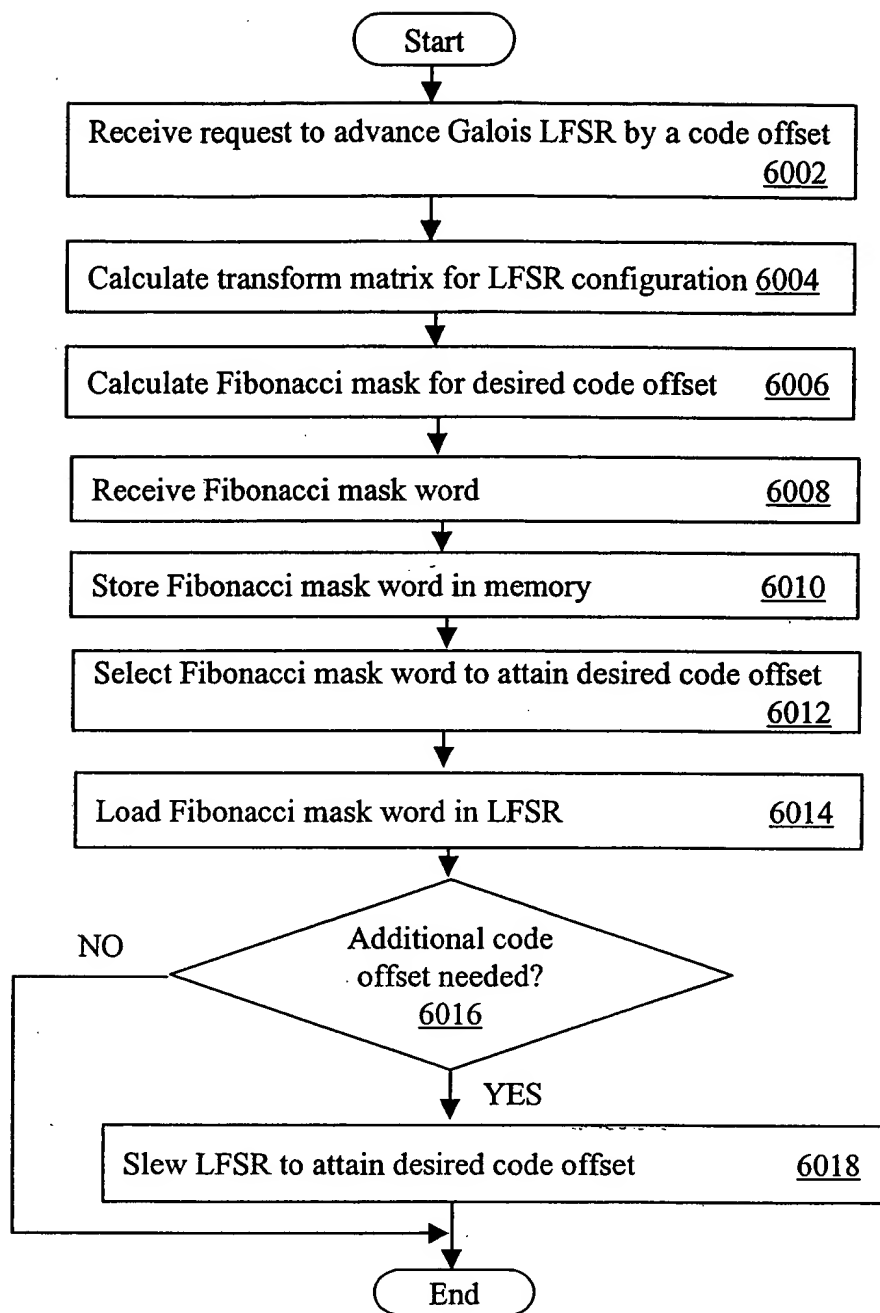 Start
Receive request to advance Galois LFSR by a code offset
6002
Calculate transform matrix for LFSR configuration 6004
Calculate Fibonacci mask for desired code offset 6006
Receive Fibonacci mask word 6008
Store Fibonacci mask word in memory 6010
Select Fibonacci mask word to attain desired code offset
6012
Load Fibonacci mask word in LFSR 6014
NO
Additional code
offset needed?
6016
YES
Slew LFSR to attain desired code offset 6018
End